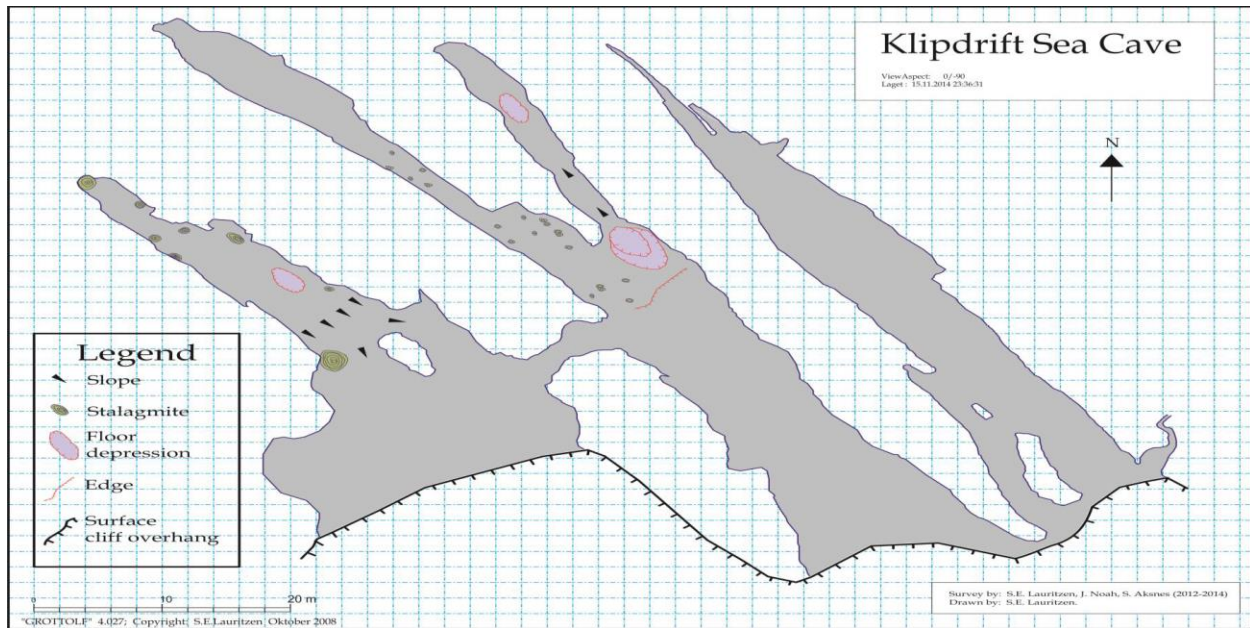 Klipdrift Sea Cave
ViewAspect: 0/-90
Laget : 15.11.2014 23:36:31
N
Legend
Slope
Stalagmite
Floor
depression
Edge
Surface
cliff overhang
0 10 20 m
"GROTTOLF" 4.027; Copyright: S.E.Lauritzen Oktober 2008
Survey by: S.E. Lauritzen, J. Noah, S. Aksnes (2012-2014)
Drawn by: S.E. Lauritzen.